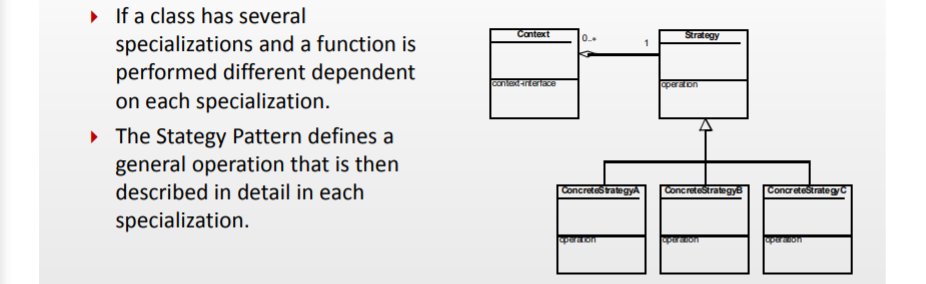 If a class has several
specializations and a function is
performed different dependent
on each specialization.
The Stategy Pattern defines a
general operation that is then
described in detail in each
specialization.
Context
0..*
1
Strategy
context-interface
operation
ConcreteStrategyA
ConcreteStrategyB
ConcreteStrategyC
operation
operation
operation